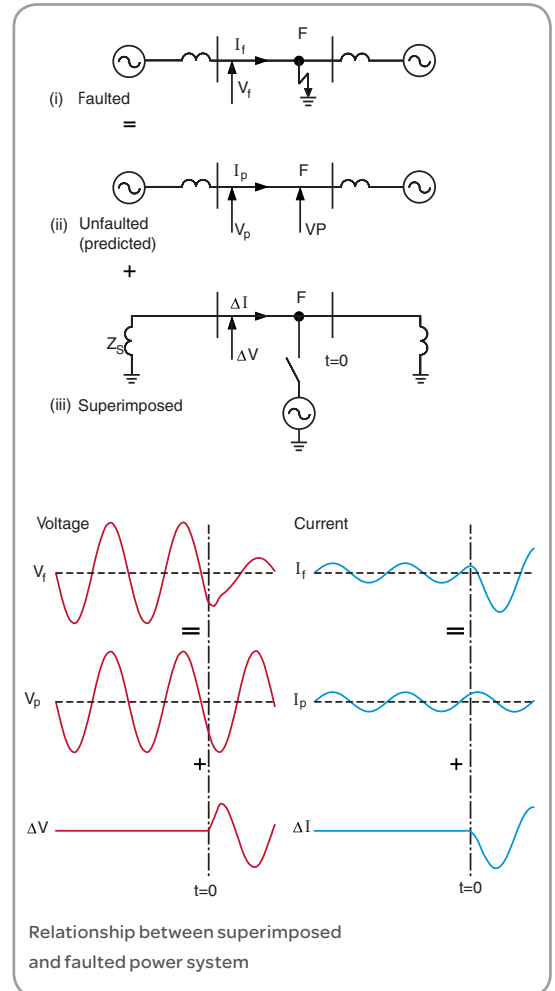 I_f F
V_f
(i) Faulted
=
I_p F
(ii) Unfaulted
(predicted)
V_p VP
+
ΔI F
Z_S
ΔV t=0
(iii) Superimposed
Voltage Current
V_f I_f
= =
V_p I_p
+ +
ΔV ΔI
t=0 t=0
Relationship between superimposed
and faulted power system